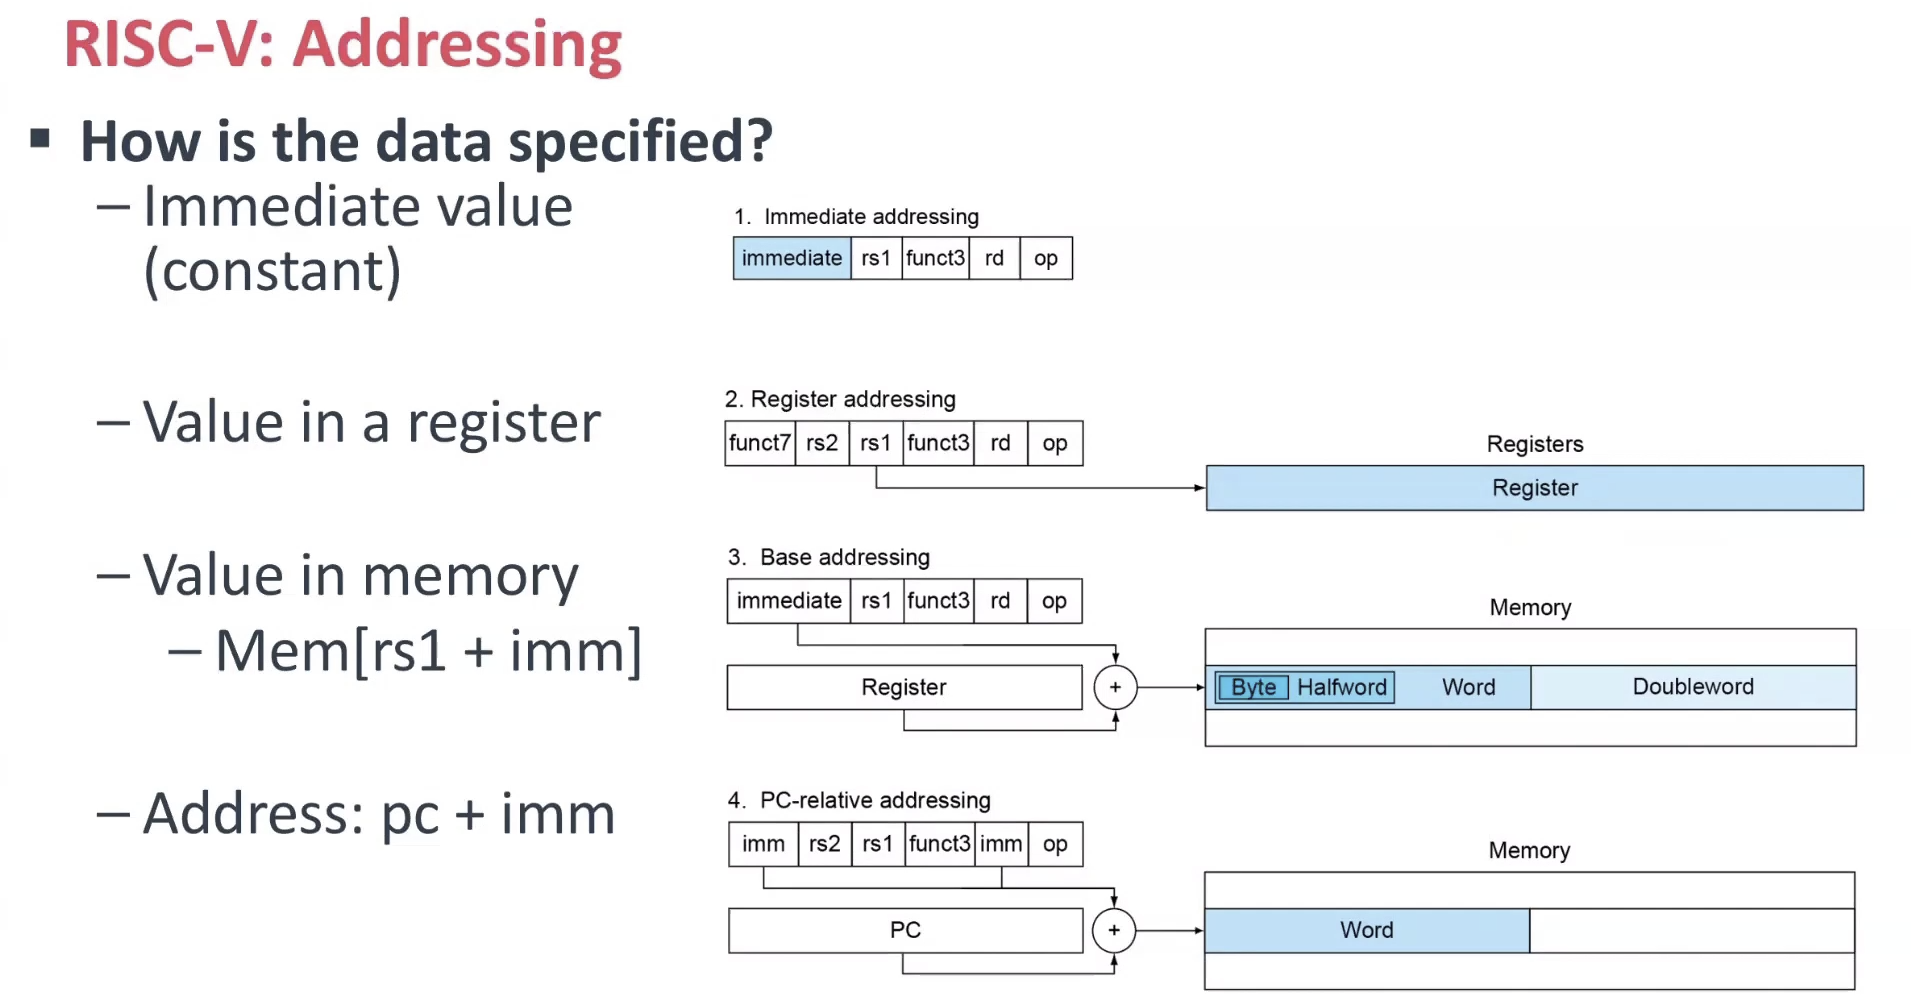 RISC-V: Addressing
▪ How is the data specified?
– Immediate value
(constant)
1. Immediate addressing
immediate rs1 funct3 rd op
– Value in a register
2. Register addressing
funct7 rs2 rs1 funct3 rd op
Registers
Register
– Value in memory
– Mem[rs1 + imm]
3. Base addressing
immediate rs1 funct3 rd op
Memory
Register + Byte Halfword Word Doubleword
– Address: pc + imm
4. PC-relative addressing
imm rs2 rs1 funct3 imm op
Memory
PC + Word